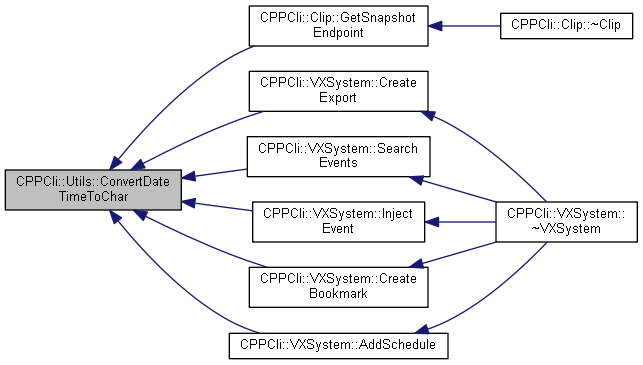 CPPCli::Clip::GetSnapshot
Endpoint
CPPCli::Clip::~Clip
CPPCli::VXSystem::Create
Export
CPPCli::VXSystem::Search
Events
CPPCli::Utils::ConvertDate
TimeToChar
CPPCli::VXSystem::Inject
Event
CPPCli::VXSystem::
~VXSystem
CPPCli::VXSystem::Create
Bookmark
CPPCli::VXSystem::AddSchedule